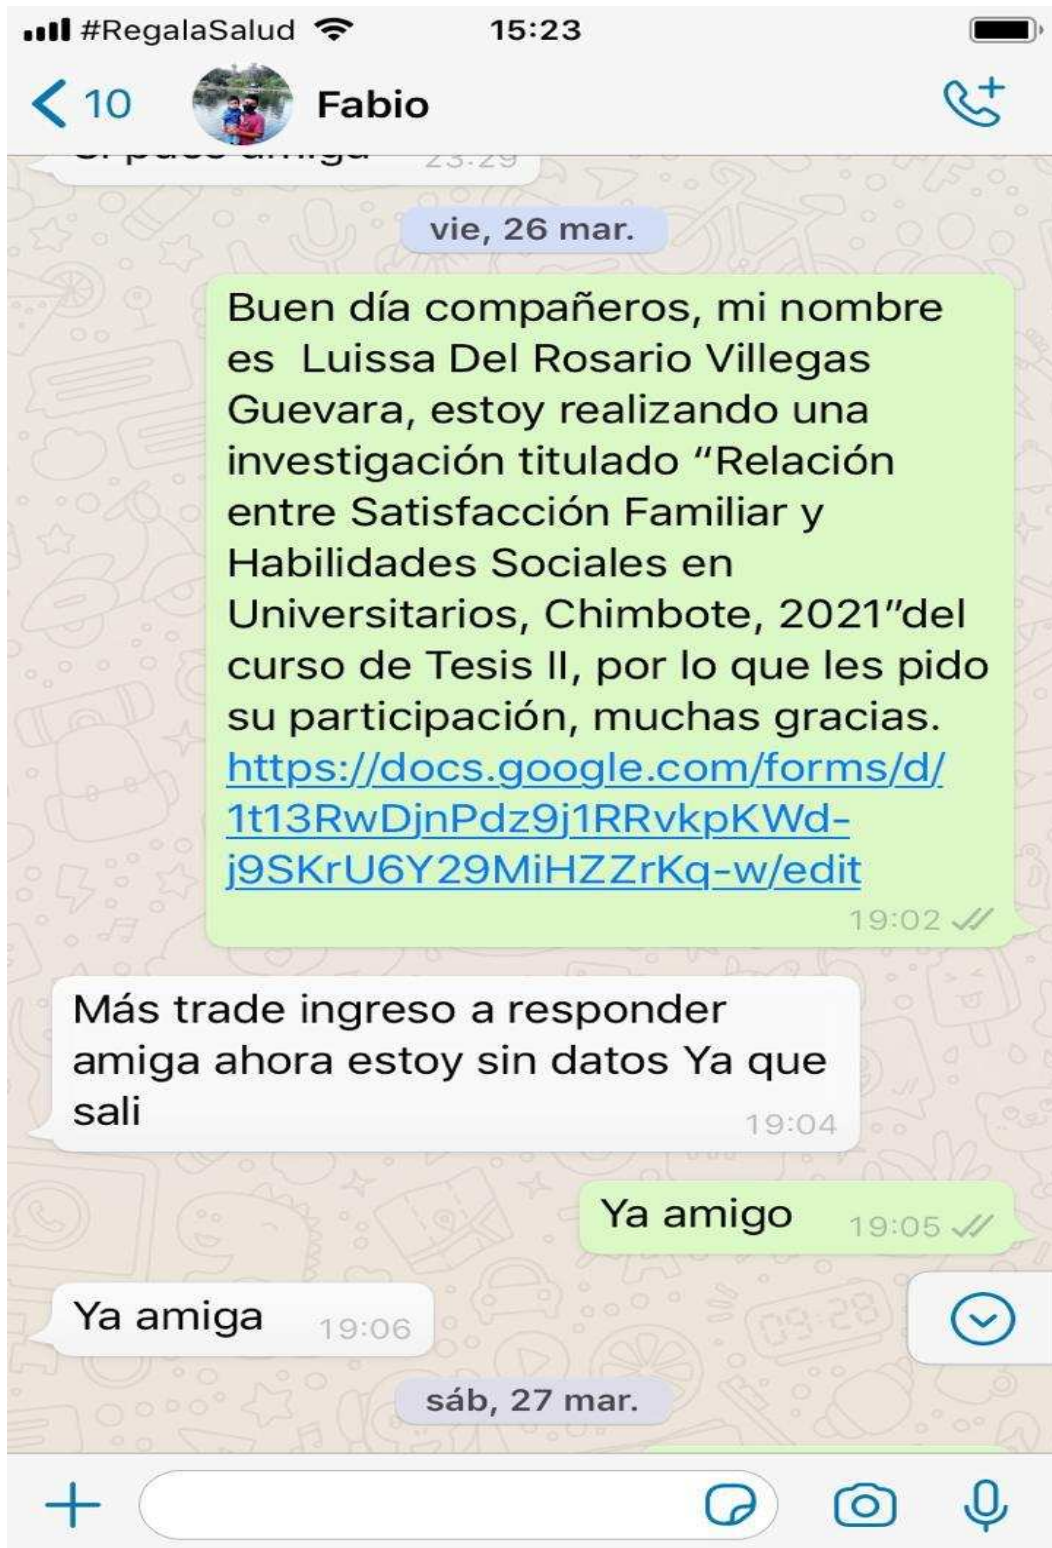 #RegalaSalud 15:23
10 Fabio
23:29
vie, 26 mar.
Buen día compañeros, mi nombre
es Luissa Del Rosario Villegas
Guevara, estoy realizando una
investigación titulado “Relación
entre Satisfacción Familiar y
Habilidades Sociales en
Universitarios, Chimbote, 2021”del
curso de Tesis II, por lo que les pido
su participación, muchas gracias.
https://docs.google.com/forms/d/
1t13RwDjnPdz9j1RRvkpKWd-
j9SKrU6Y29MiHZZrKq-w/edit
19:02
Más trade ingreso a responder
amiga ahora estoy sin datos Ya que
sali 19:04
Ya amigo 19:05
Ya amiga 19:06
sáb, 27 mar.